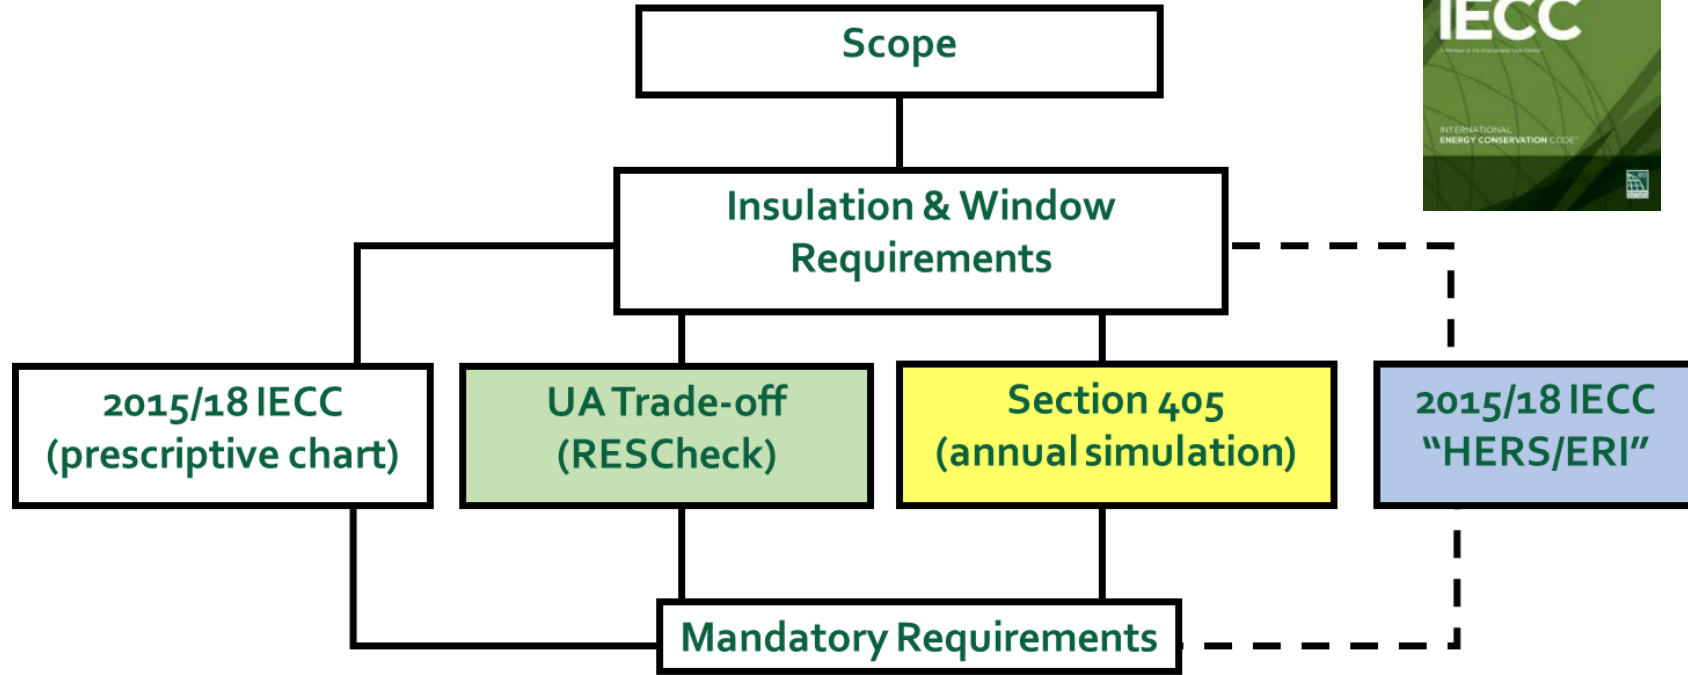 Scope
IECC
INTERNATIONAL
ENERGY CONSERVATION CODE
Insulation & Window
Requirements
2015/18 IECC
(prescriptive chart)
UA Trade-off
(RESCheck)
Section 405
(annual simulation)
2015/18 IECC
“HERS/ERI”
Mandatory Requirements